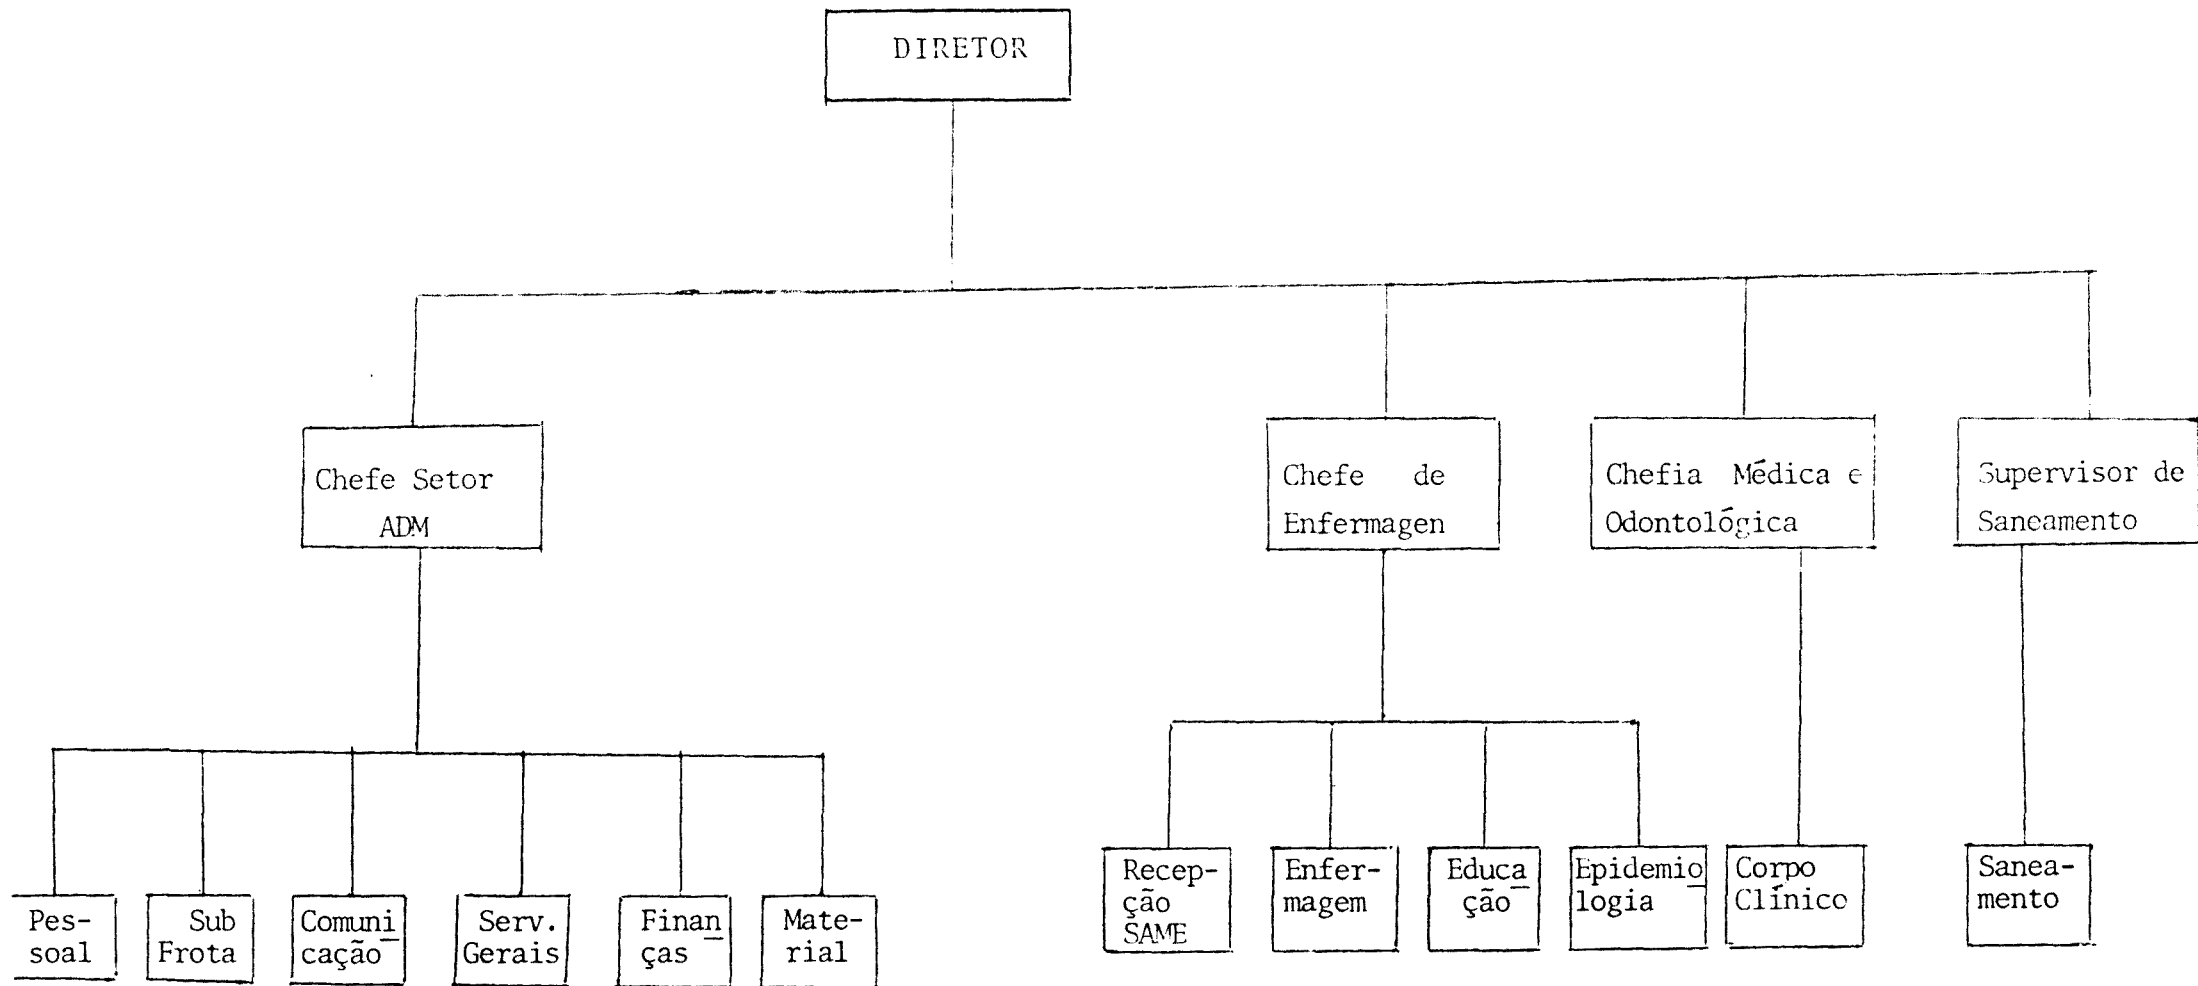 DIRETOR
Chefe Setor
ADM
Chefe de
Enfermagen
Chefia Médica e
Odontológica
Supervisor de
Saneamento
Pes-
soal
Sub
Frota
Comuni
cação
Serv.
Gerais
Finan
ças
Mate-
rial
Recep-
ção
SAME
Enfer-
magem
Educa
ção
Epidemio
logia
Corpo
Clínico
Sanea-
mento